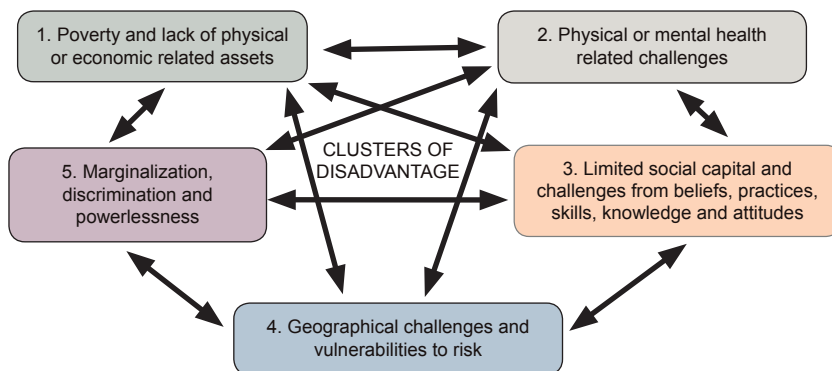 1. Poverty and lack of physical
or economic related assets
2. Physical or mental health
related challenges
CLUSTERS OF
DISADVANTAGE
5. Marginalization,
discrimination and
powerlessness
3. Limited social capital and
challenges from beliefs, practices,
skills, knowledge and attitudes
4. Geographical challenges and
vulnerabilities to risk